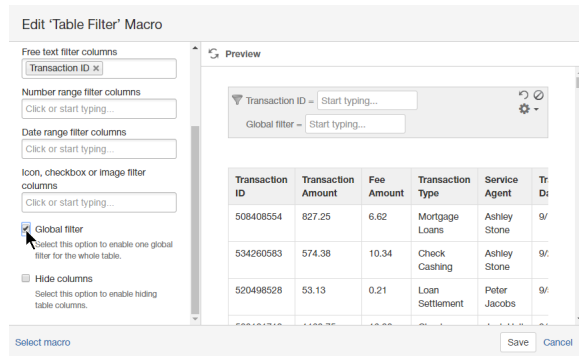 Edit 'Table Filter' Macro
Free text filter columns
Transaction ID ×
Number range filter columns
Click or start typing...
Date range filter columns
Click or start typing...
Icon, checkbox or image filter
columns
Click or start typing...
Global filter
Select this option to enable one global
filter for the whole table.
Hide columns
Select this option to enable hiding
table columns.
Preview
Transaction ID = Start typing...
Global filter = Start typing...
Transaction ID Transaction Amount Fee Amount Transaction Type Service Agent
508408554 827.25 6.62 Mortgage Loans Ashley Stone 9/
534260583 574.38 10.34 Check Cashing Ashley Stone
520498528 53.13 0.21 Loan Settlement Peter Jacobs
Select macro
Save Cancel